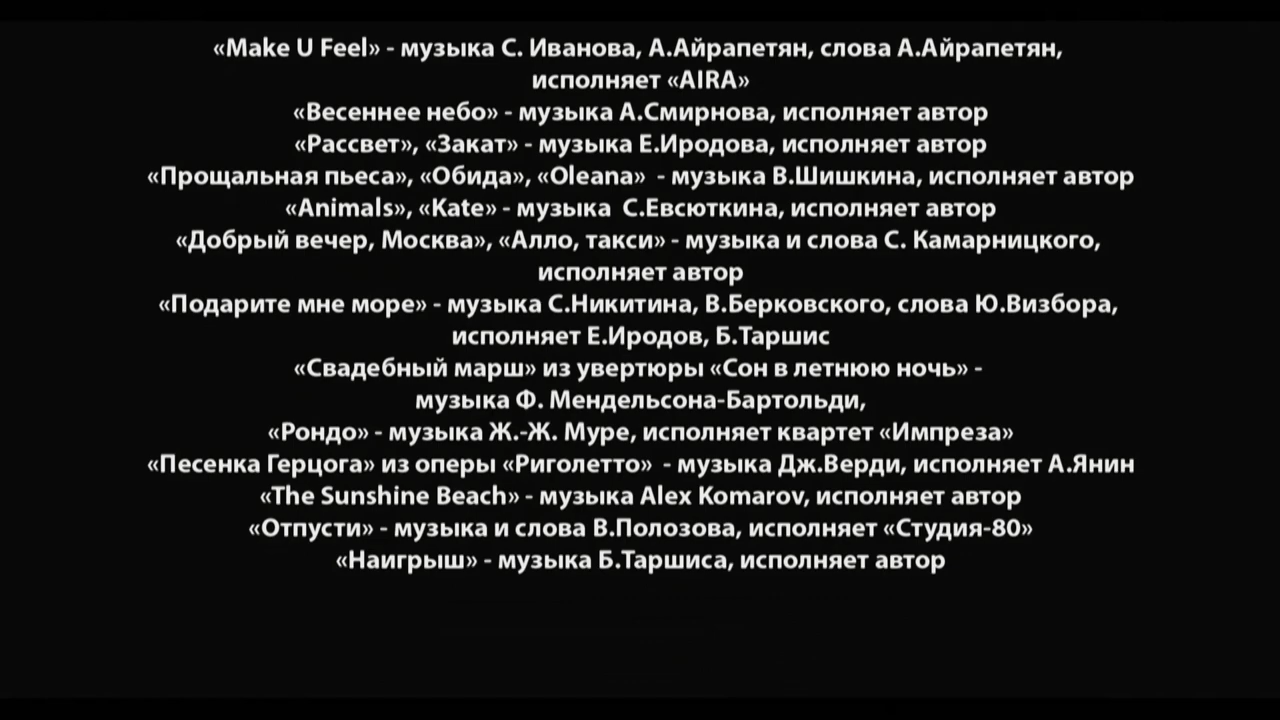 «Make U Feel» - музыка С. Иванова, А.Айрапетян, слова А.Айрапетян,
исполняет «AIRA»
«Весеннее небо» - музыка А.Смирнова, исполняет автор
«Рассвет», «Закат» - музыка Е.Иродова, исполняет автор
«Прощальная пьеса», «Обида», «Oleana»  - музыка В.Шишкина, исполняет автор
«Animals», «Kate» - музыка  С.Евсюткина, исполняет автор
«Добрый вечер, Москва», «Алло, такси» - музыка и слова С. Камарницкого,
исполняет автор
«Подарите мне море» - музыка С.Никитина, В.Берковского, слова Ю.Визбора,
исполняет Е.Иродов, Б.Таршис
«Свадебный марш» из увертюры «Сон в летнюю ночь» -
музыка Ф. Мендельсона-Бартольди,
«Рондо» - музыка Ж.-Ж. Муре, исполняет квартет «Импреза»
«Песенка Герцога» из оперы «Риголетто»  - музыка Дж.Верди, исполняет А.Янин
«The Sunshine Beach» - музыка Alex Komarov, исполняет автор
«Отпусти» - музыка и слова В.Полозова, исполняет «Студия-80»
«Наигрыш» - музыка Б.Таршиса, исполняет автор